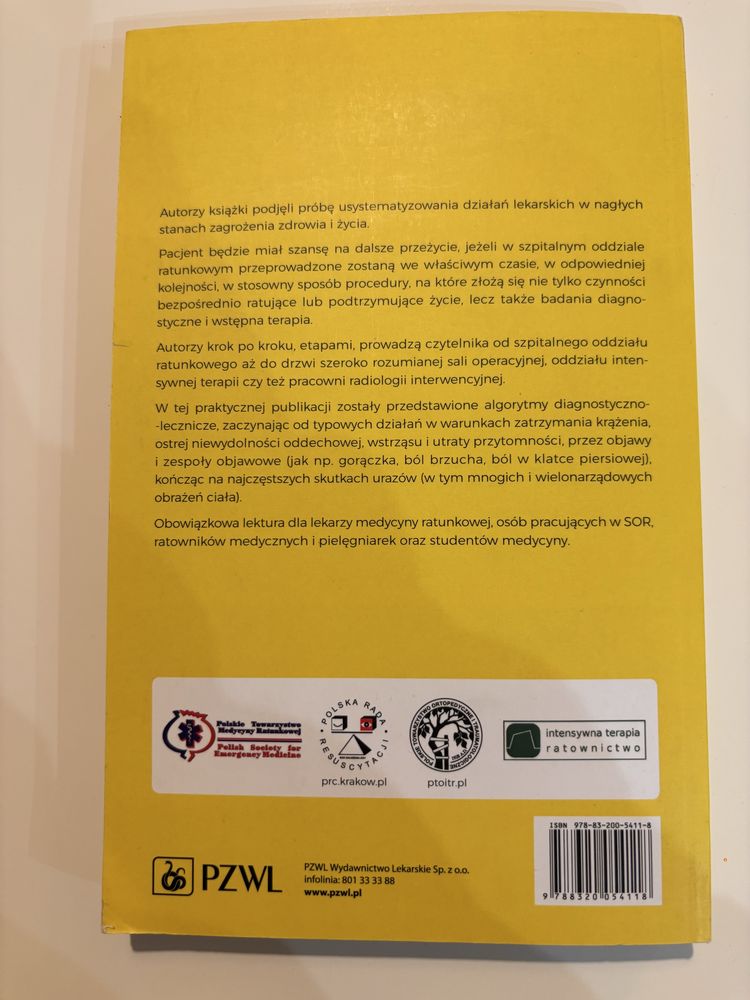 Autorzy książki podjęli próbę usystematyzowania działań lekarskich w nagłych
stanach zagrożenia zdrowia i życia.
Pacjent będzie miał szansę na dalsze przeżycie, jeżeli w szpitalnym oddziale
ratunkowym przeprowadzone zostaną we właściwym czasie, w odpowiedniej
kolejności, w stosowny sposób procedury, na które złożą się nie tylko czynności
bezpośrednio ratujące lub podtrzymujące życie, lecz także badania diagno-
styczne i wstępna terapia.
Autorzy krok po kroku, etapami, prowadzą czytelnika od szpitalnego oddziału
ratunkowego aż do drzwi szeroko rozumianej sali operacyjnej, oddziału inten-
sywnej terapii czy też pracowni radiologii interwencyjnej.
W tej praktycznej publikacji zostały przedstawione algorytmy diagnostyczno-
-lecznicze, zaczynając od typowych działań w warunkach zatrzymania krążenia,
ostrej niewydolności oddechowej, wstrząsu i utraty przytomności, przez objawy
i zespoły objawowe (jak np. gorączka, ból brzucha, ból w klatce piersiowej),
kończąc na najczęstszych skutkach urazów (w tym mnogich i wielonarządowych
obrażeń ciała).
Obowiązkowa lektura dla lekarzy medycyny ratunkowej, osób pracujących w SOR,
ratowników medycznych i pielęgniarek oraz studentów medycyny.
Polskie Towarzystwo
Medycyny Ratunkowej
Polish Society for
Emergency Medicine
POLSKA RADA
RESUSCYTACJI
prc.krakow.pl
POLSKIE TOWARZYSTWO ORTOPEDYCZNE I TRAUMATOLOGICZNE
ptoitr.pl
intensywna terapia
ratownictwo
ISBN 978-83-200-5411-8
9 788320 054118
PZWL
PZWL Wydawnictwo Lekarskie Sp. z o.o.
infolinia: 801 33 33 88
www.pzwl.pl